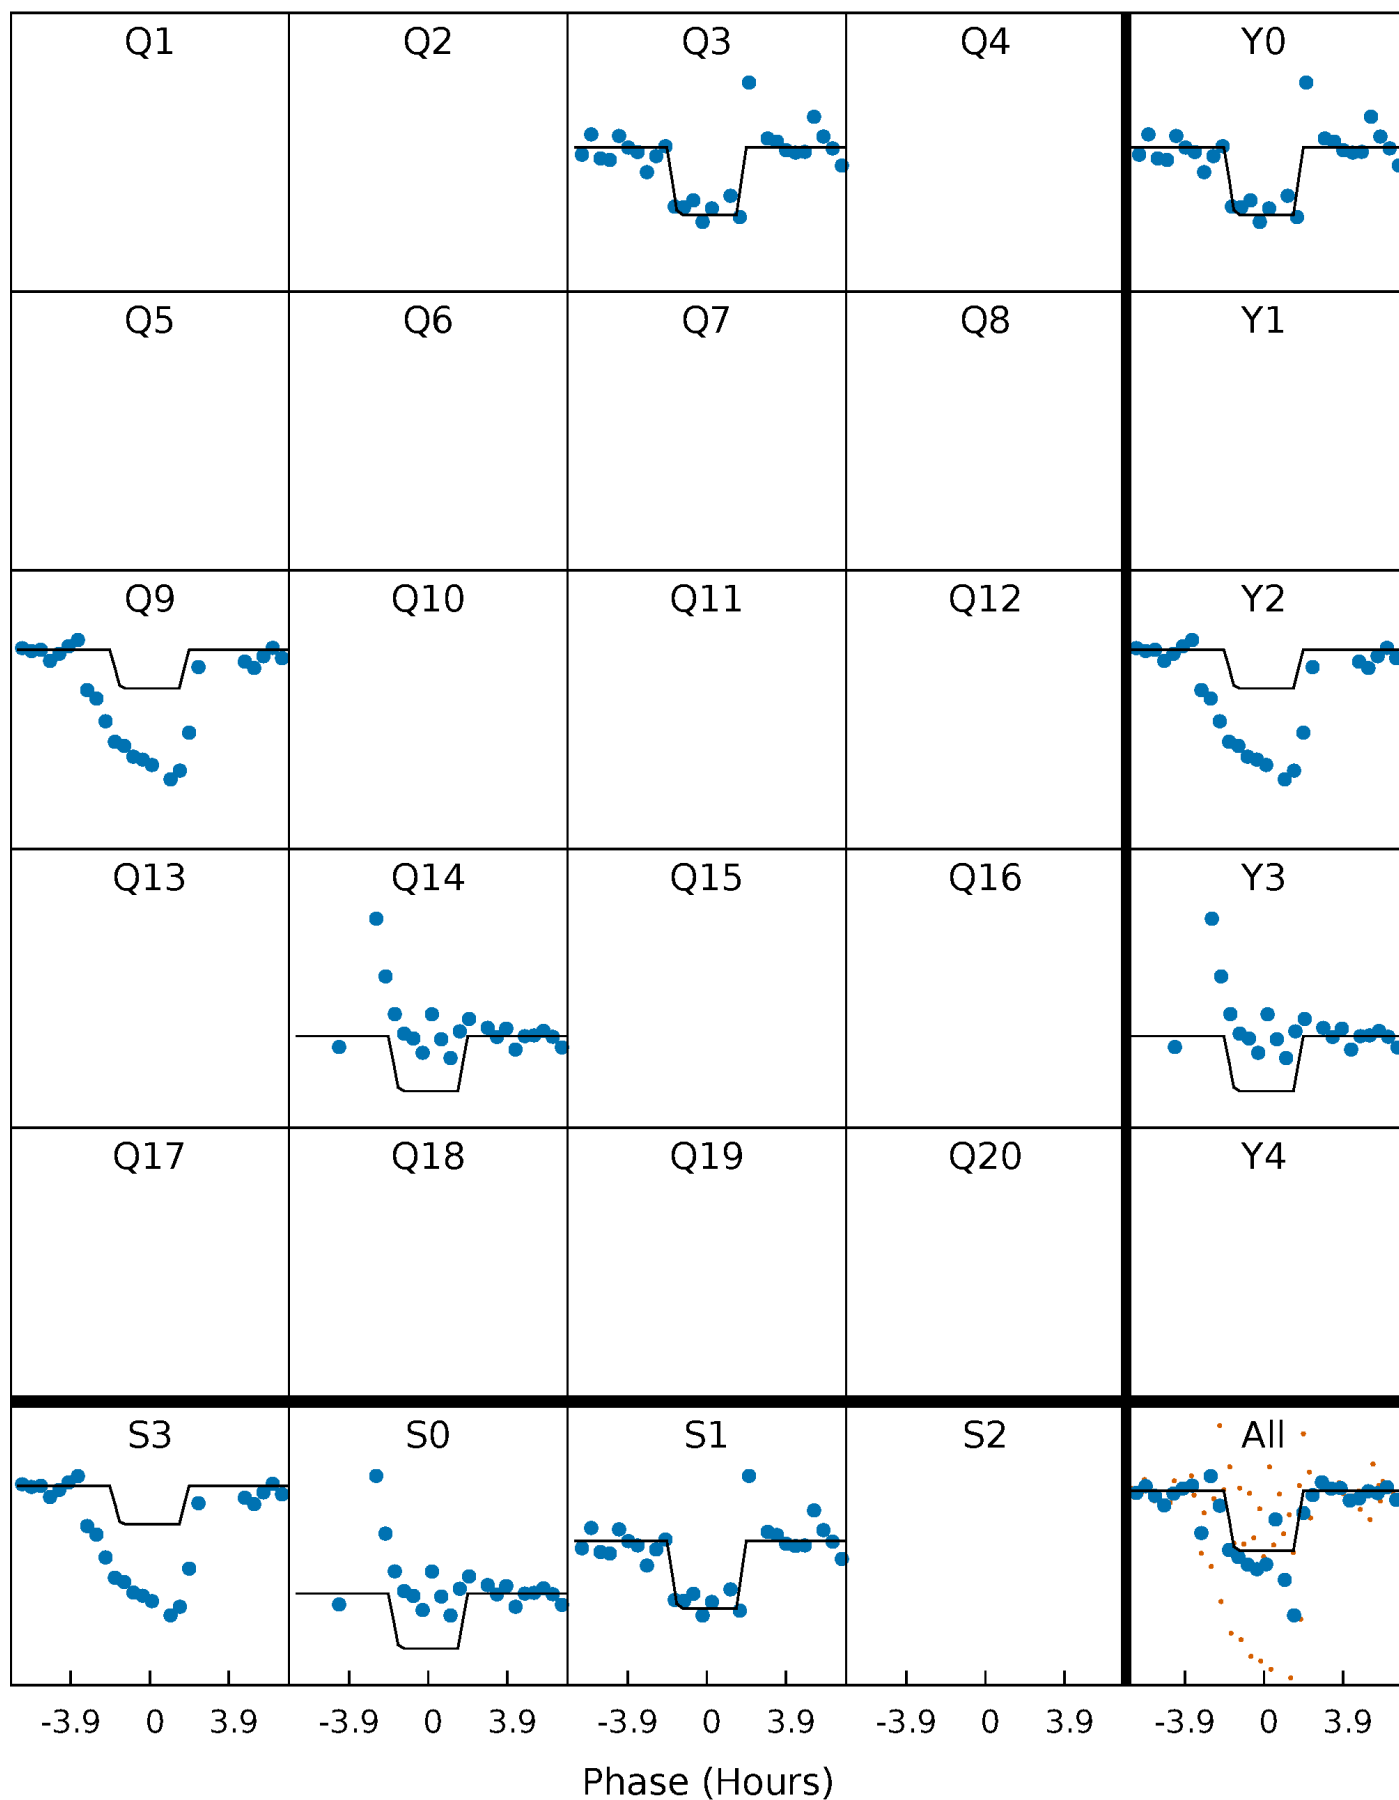 Q1 Q2 Q3 Q4 Y0
Q5 Q6 Q7 Q8 Y1
Q9 Q10 Q11 Q12 Y2
Q13 Q14 Q15 Q16 Y3
Q17 Q18 Q19 Q20 Y4
S3 S0 S1 S2 All
-3.9 0 3.9 -3.9 0 3.9 -3.9 0 3.9 -3.9 0 3.9 -3.9 0 3.9
Phase (Hours)